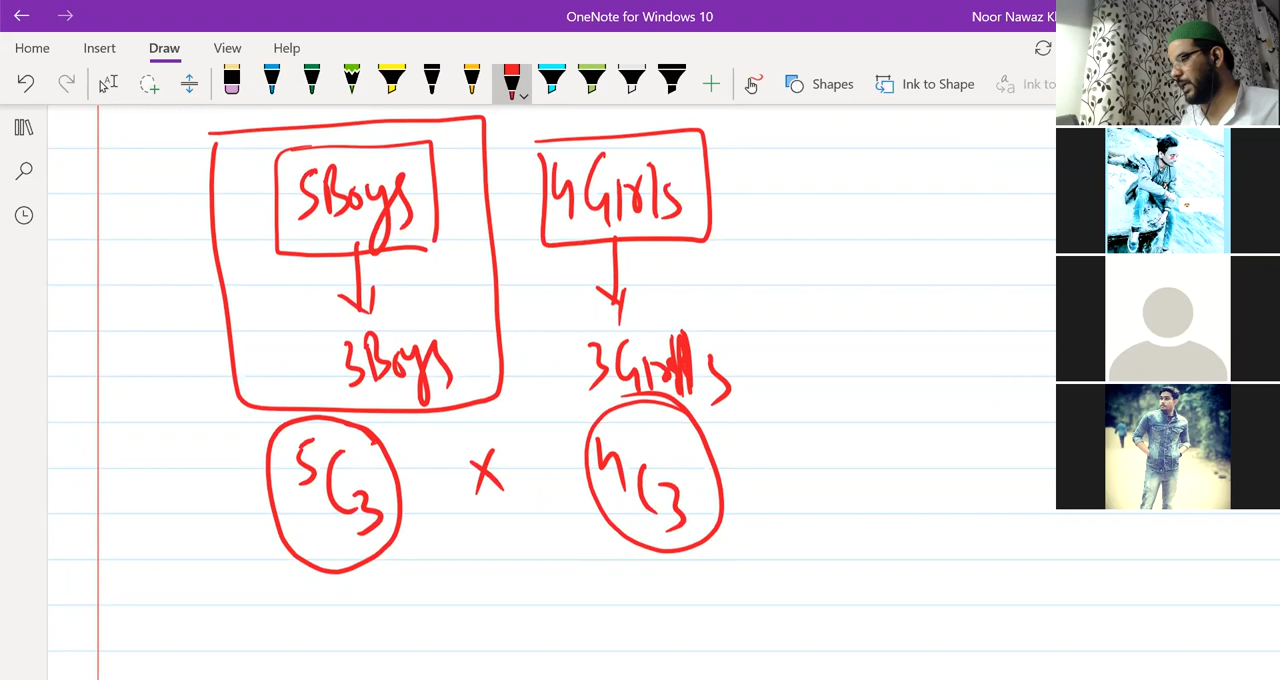 OneNote for Windows 10
Noor Nawaz Kh
Home Insert Draw View Help
Shapes Ink to Shape Ink to
5Boys 4Girls
3Boys 3Girls
5C3 x 4C3